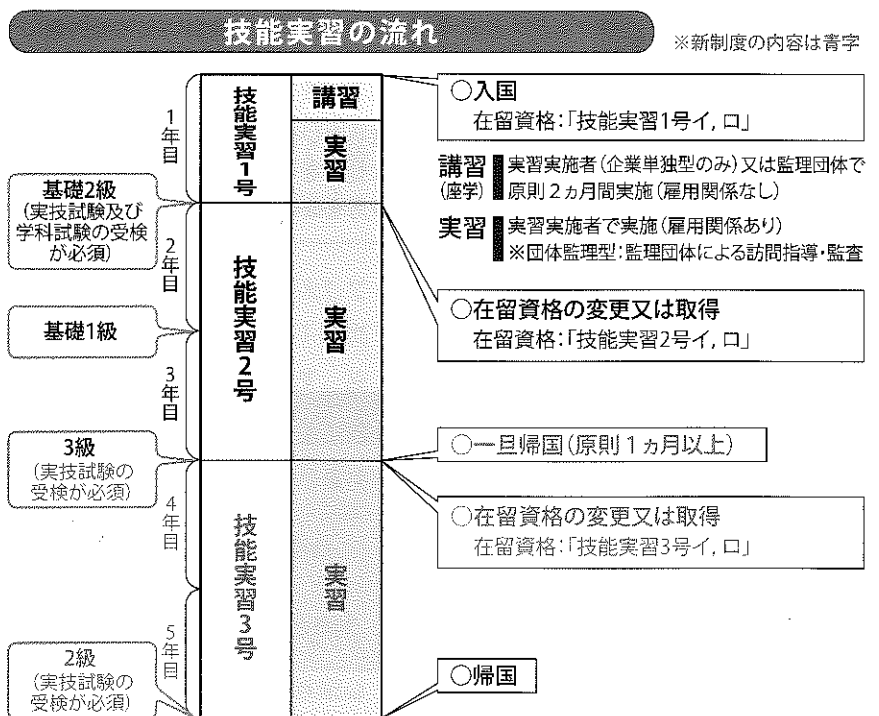 技能実習の流れ
※新制度の内容は青字
1年目
技能実習1号
講習
実習
○入国
在留資格:「技能実習1号イ, ロ」
講習
(座学)
実習実施者(企業単独型のみ)又は監理団体で
原則2ヵ月間実施(雇用関係なし)
実習
実習実施者で実施(雇用関係あり)
※団体監理型:監理団体による訪問指導・監査
基礎2級
(実技試験及び
学科試験の受検
が必須)
2年目
技能実習2号
実習
○在留資格の変更又は取得
在留資格:「技能実習2号イ, ロ」
基礎1級
3年目
3級
(実技試験の
受検が必須)
○一旦帰国(原則1ヵ月以上)
4年目
技能実習3号
実習
○在留資格の変更又は取得
在留資格:「技能実習3号イ, ロ」
5年目
2級
(実技試験の
受検が必須)
○帰国